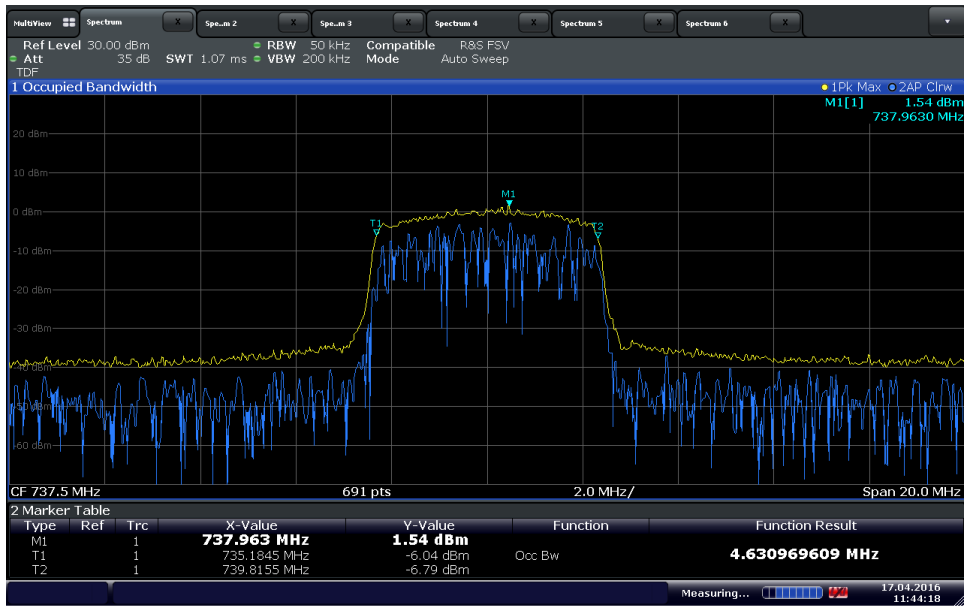 MultiView Spectrum X Spe...m 2 X Spe...m 3 X Spectrum 4 X Spectrum 5 X Spectrum 6 X
Ref Level 30.00 dBm RBW 50 kHz Compatible R&S FSV
Att 35 dB SWT 1.07 ms VBW 200 kHz Mode Auto Sweep
TDF
1 Occupied Bandwidth 1Pk Max 2AP Clrw
M1[1] 1.54 dBm
737.9630 MHz
20 dBm
10 dBm
M1
0 dBm
T1 T2
-10 dBm
-20 dBm
-30 dBm
-40 dBm
-50 dBm
-60 dBm
CF 737.5 MHz 691 pts 2.0 MHz/ Span 20.0 MHz
2 Marker Table
Type Ref Trc X-Value Y-Value Function Function Result
M1 1 737.963 MHz 1.54 dBm
T1 1 735.1845 MHz -6.04 dBm Occ Bw 4.630969609 MHz
T2 1 739.8155 MHz -6.79 dBm
Measuring... 17.04.2016
11:44:18